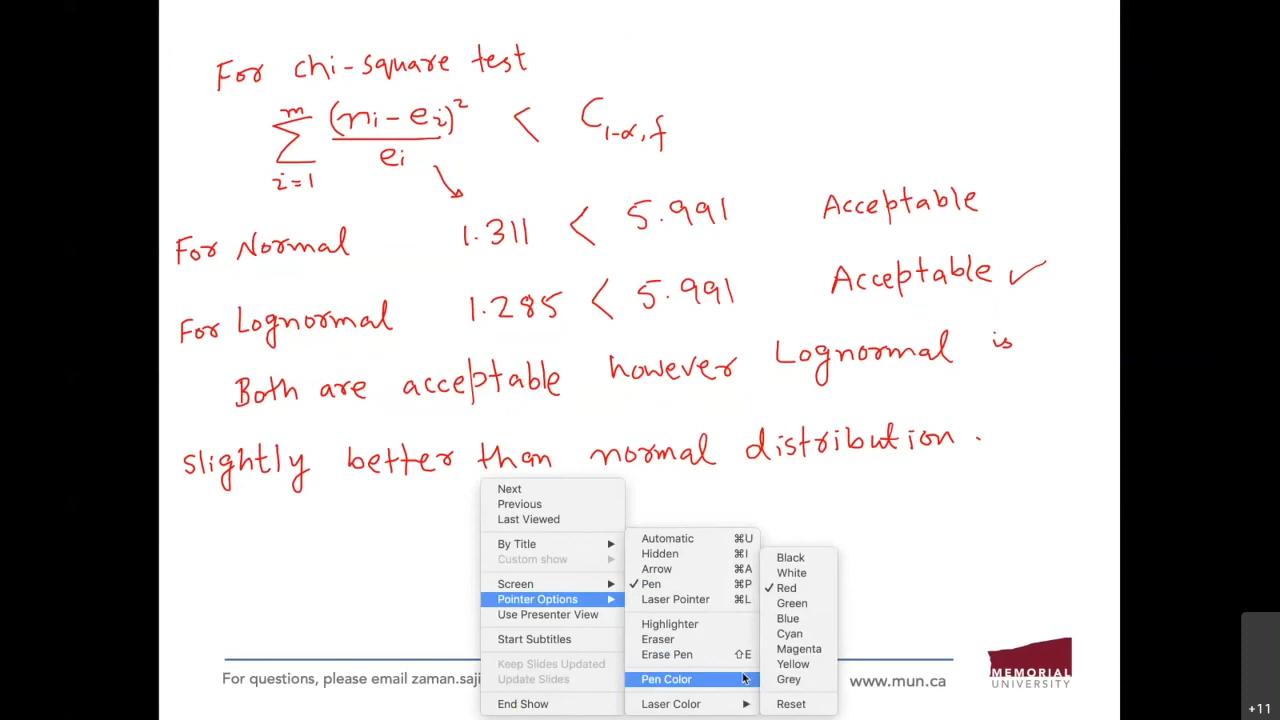 For chi-square test
m
∑ (ni - ei)² / ei < C1-α,f
i=1
For Normal 1.311 < 5.991 Acceptable
For Lognormal 1.285 < 5.991 Acceptable ✓
Both are acceptable however Lognormal is
slightly better than normal distribution.
Next
Previous
Last Viewed
By Title ▶
Custom show ▶
Screen ▶
Pointer Options ▶
Use Presenter View
Start Subtitles
Keep Slides Updated
Update Slides
End Show
Automatic ⌘U
Hidden ⌘I
Arrow ⌘A
✓ Pen ⌘P
Laser Pointer ⌘L
Highlighter
Eraser
Erase Pen ⇧E
Pen Color
Laser Color ▶
Black
White
✓ Red
Green
Blue
Cyan
Magenta
Yellow
Grey
Reset
For questions, please email zaman.saji
www.mun.ca
MEMORIAL
UNIVERSITY
+11